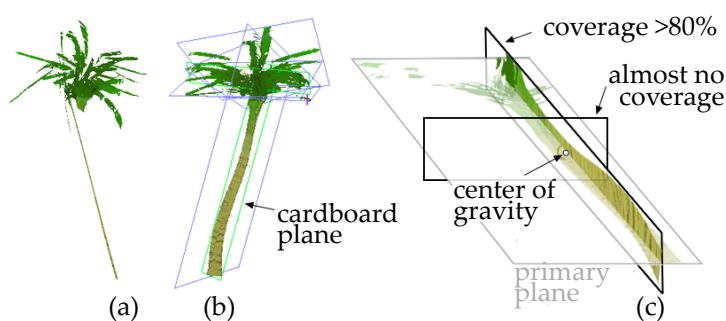 coverage >80%
almost no
coverage
center of
gravity
cardboard
plane
primary
plane
(a)
(b)
(c)